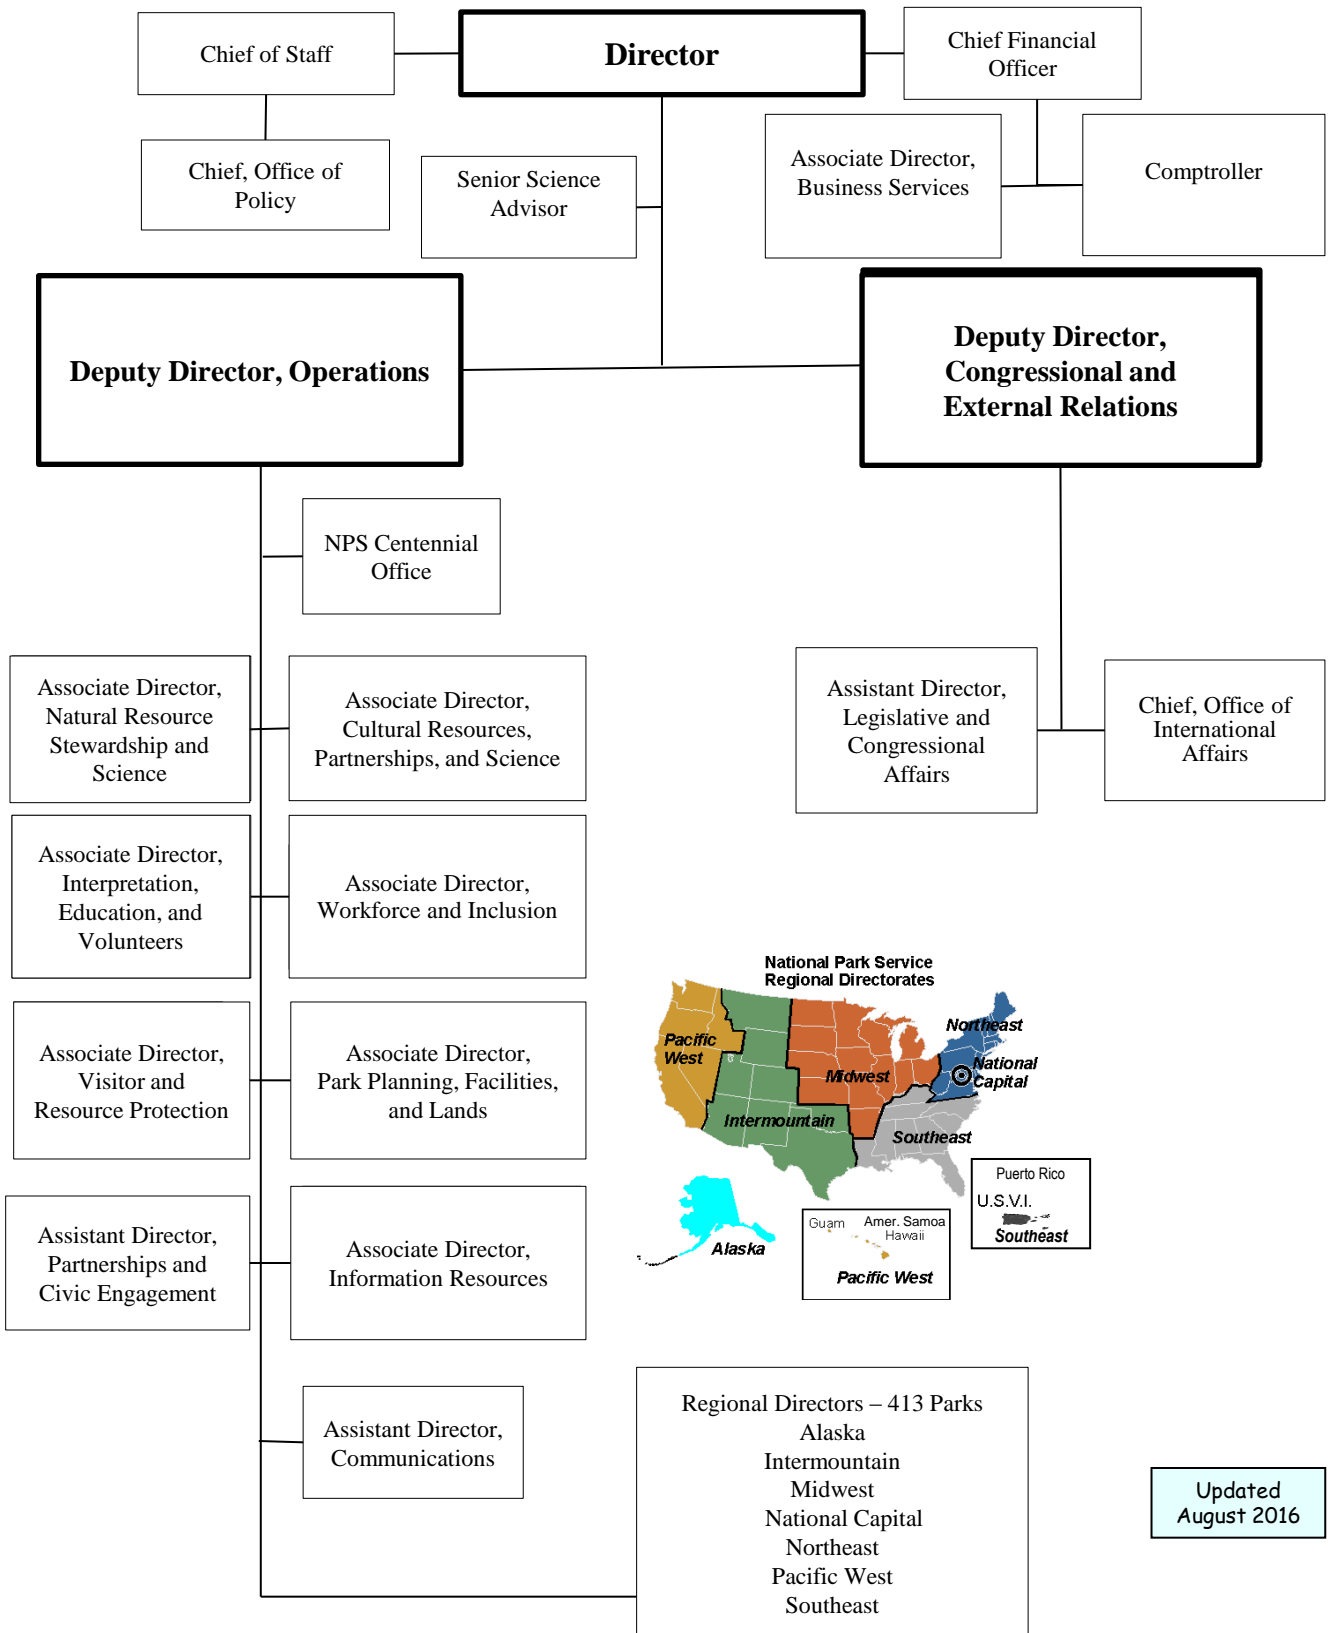 Chief of Staff
Director
Chief Financial
Officer
Chief, Office of
Policy
Senior Science
Advisor
Associate Director,
Business Services
Comptroller
Deputy Director, Operations
Deputy Director,
Congressional and
External Relations
NPS Centennial
Office
Associate Director,
Natural Resource
Stewardship and
Science
Associate Director,
Cultural Resources,
Partnerships, and Science
Assistant Director,
Legislative and
Congressional
Affairs
Chief, Office of
International
Affairs
Associate Director,
Interpretation,
Education, and
Volunteers
Associate Director,
Workforce and Inclusion
Associate Director,
Visitor and
Resource Protection
Associate Director,
Park Planning, Facilities,
and Lands
Assistant Director,
Partnerships and
Civic Engagement
Associate Director,
Information Resources
National Park Service
Regional Directorates
Pacific
West
Northeast
National
Capital
Midwest
Intermountain
Southeast
Alaska
Guam
Amer. Samoa
Hawaii
Pacific West
Puerto Rico
U.S.V.I.
Southeast
Assistant Director,
Communications
Regional Directors – 413 Parks
Alaska
Intermountain
Midwest
National Capital
Northeast
Pacific West
Southeast
Updated
August 2016